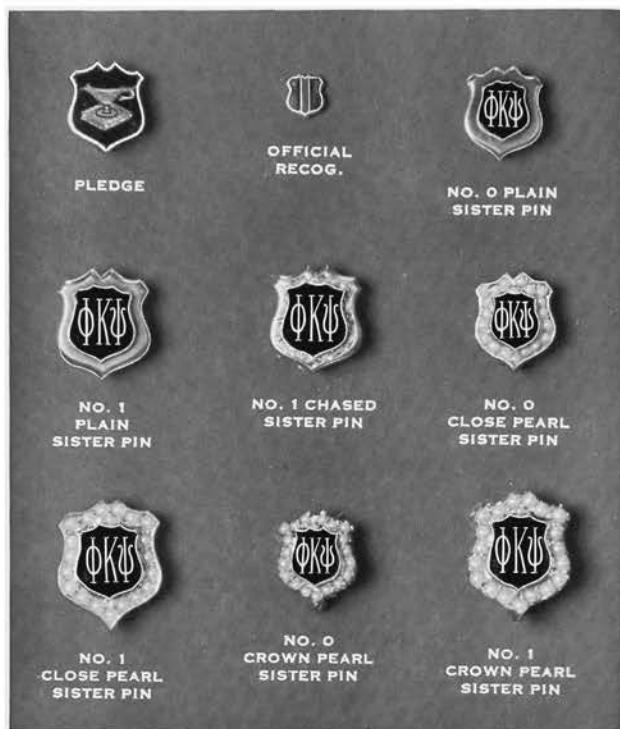 PLEDGE
OFFICIAL
RECOG.
ΦΚΨ
NO. 0 PLAIN
SISTER PIN
ΦΚΨ
NO. 1
PLAIN
SISTER PIN
ΦΚΨ
NO. 1 CHASED
SISTER PIN
ΦΚΨ
NO. 0
CLOSE PEARL
SISTER PIN
ΦΚΨ
NO. 1
CLOSE PEARL
SISTER PIN
ΦΚΨ
NO. 0
CROWN PEARL
SISTER PIN
ΦΚΨ
NO. 1
CROWN PEARL
SISTER PIN